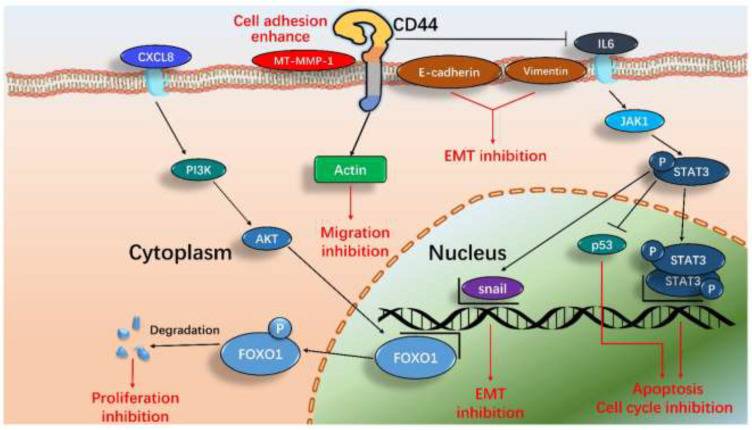 Cell adhesion
enhance
CD44
CXCL8
MT-MMP-1
E-cadherin
Vimentin
IL6
JAK1
EMT inhibition
P
STAT3
PI3K
Actin
Migration
inhibition
AKT
Cytoplasm
Nucleus
p53
P
STAT3
STAT3
P
snail
Degradation
P
FOXO1
FOXO1
Proliferation
inhibition
EMT
inhibition
Apoptosis
Cell cycle inhibition